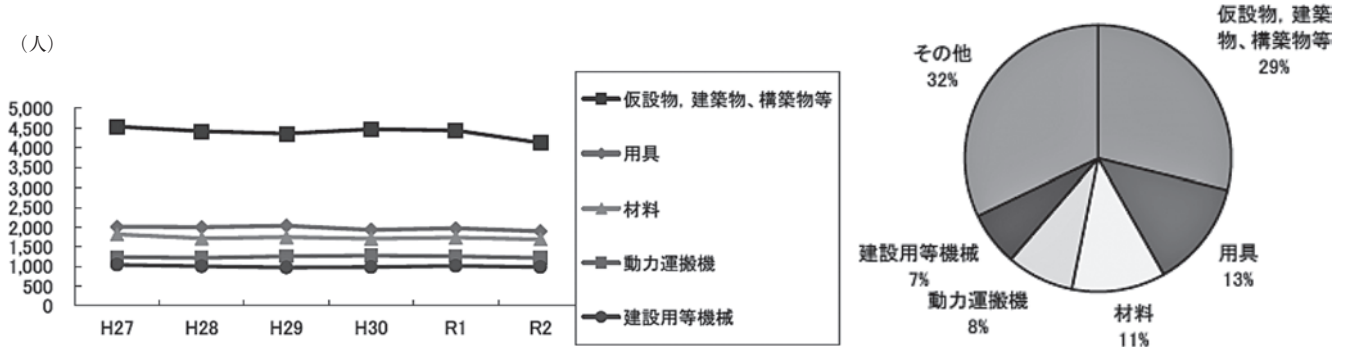 （人）
5,000
4,500
4,000
3,500
3,000
2,500
2,000
1,500
1,000
500
0
H27
H28
H29
H30
R1
R2
仮設物，建築物、構築物等
用具
材料
動力運搬機
建設用等機械
仮設物，建築
物、構築物等
29%
用具
13%
材料
11%
動力運搬機
8%
建設用等機械
7%
その他
32%